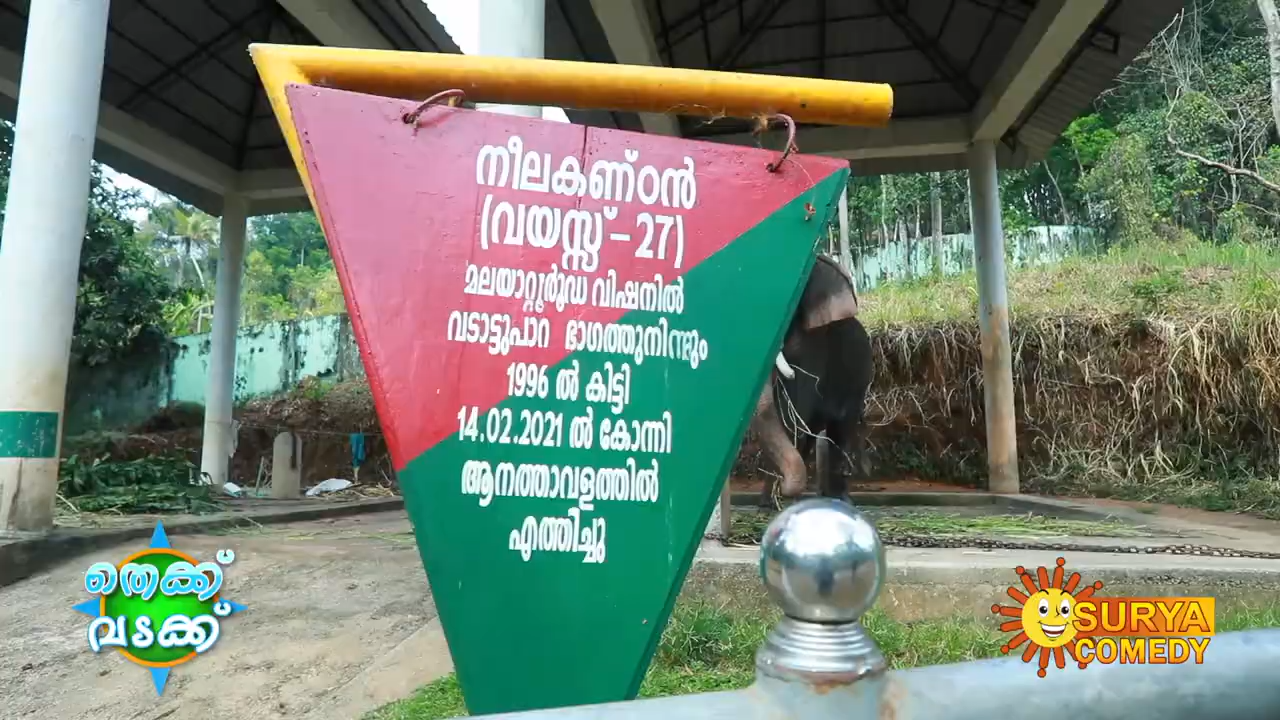 നീലകണ്ഠൻ
(വയസ്സ് - 27)
മലയാറ്റൂർഡിവിഷനിൽ
വടാട്ടുപാറ ഭാഗത്തുനിന്നും
1996 ൽ കിട്ടി
14.02.2021 ൽ കോന്നി
ആനത്താവളത്തിൽ
എത്തിച്ചു
തെക്ക്
വടക്ക്
SURYA
COMEDY